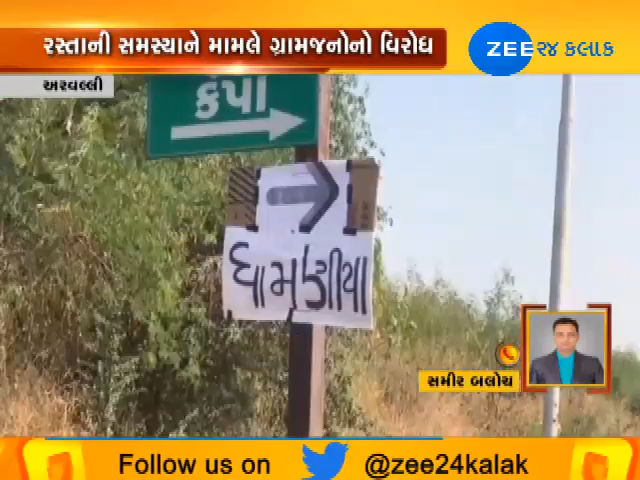 રસ્તાની સમસ્યાને મામલે ગ્રામજનોનો વિરોધ
ZEE ૨૪ કલાક
અરવલ્લી
કંપા
ધામણીયા
સમીર બલોચ
Follow us on @zee24kalak